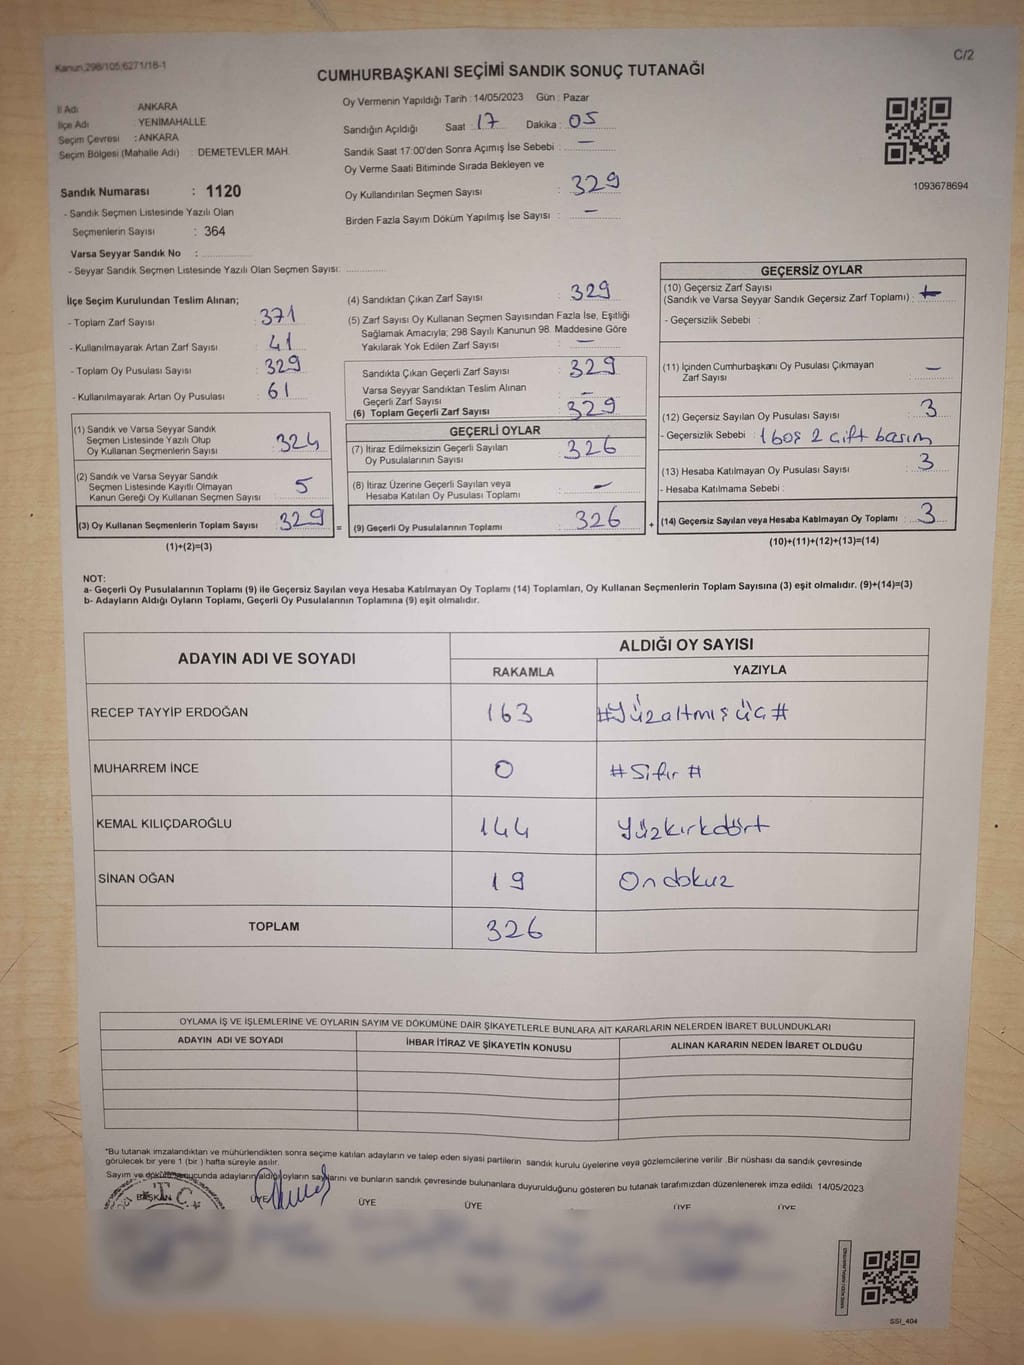 Kanun,298/105;6271/18-1
C/2
CUMHURBAŞKANI SEÇİMİ SANDIK SONUÇ TUTANAĞI
İl Adı : ANKARA
İlçe Adı : YENİMAHALLE
Seçim Çevresi : ANKARA
Seçim Bölgesi (Mahalle Adı) : DEMETEVLER MAH.
Sandık Numarası : 1120
- Sandık Seçmen Listesinde Yazılı Olan
Seçmenlerin Sayısı : 364
Varsa Seyyar Sandık No :
- Seyyar Sandık Seçmen Listesinde Yazılı Olan Seçmen Sayısı:
Oy Vermenin Yapıldığı Tarih : 14/05/2023 Gün : Pazar
Sandığın Açıldığı Saat : 17 Dakika : 05
Sandık Saat 17:00'den Sonra Açımış İse Sebebi : –
Oy Verme Saati Bitiminde Sırada Bekleyen ve
Oy Kullandırılan Seçmen Sayısı : 329
Birden Fazla Sayım Döküm Yapılmış İse Sayısı : –
1093678694
İlçe Seçim Kurulundan Teslim Alınan;
- Toplam Zarf Sayısı : 371
- Kullanılmayarak Artan Zarf Sayısı : 41
- Toplam Oy Pusulası Sayısı : 329
- Kullanılmayarak Artan Oy Pusulası : 61
(1) Sandık ve Varsa Seyyar Sandık
Seçmen Listesinde Yazılı Olup
Oy Kullanan Seçmenlerin Sayısı : 324
(2) Sandık ve Varsa Seyyar Sandık
Seçmen Listesinde Kayıtlı Olmayan
Kanun Gereği Oy Kullanan Seçmen Sayısı : 5
(3) Oy Kullanan Seçmenlerin Toplam Sayısı : 329
(1)+(2)=(3)
(4) Sandıktan Çıkan Zarf Sayısı : 329
(5) Zarf Sayısı Oy Kullanan Seçmen Sayısından Fazla İse, Eşitliği
Sağlamak Amacıyla; 298 Sayılı Kanunun 98. Maddesine Göre
Yakılarak Yok Edilen Zarf Sayısı : –
Sandıkta Çıkan Geçerli Zarf Sayısı : 329
Varsa Seyyar Sandıktan Teslim Alınan
Geçerli Zarf Sayısı : –
(6) Toplam Geçerli Zarf Sayısı : 329
GEÇERLİ OYLAR
(7) İtiraz Edilmeksizin Geçerli Sayılan
Oy Pusulalarının Sayısı : 326
(8) İtiraz Üzerine Geçerli Sayılan veya
Hesaba Katılan Oy Pusulası Toplamı : –
= (9) Geçerli Oy Pusulalarının Toplamı : 326 +
GEÇERSİZ OYLAR
(10) Geçersiz Zarf Sayısı
(Sandık ve Varsa Seyyar Sandık Geçersiz Zarf Toplamı) :
- Geçersizlik Sebebi :
(11) İçinden Cumhurbaşkanı Oy Pusulası Çıkmayan
Zarf Sayısı : –
(12) Geçersiz Sayılan Oy Pusulası Sayısı : 3
- Geçersizlik Sebebi : 1 boş 2 çift basım
(13) Hesaba Katılmayan Oy Pusulası Sayısı : 3
- Hesaba Katılmama Sebebi :
(14) Geçersiz Sayılan veya Hesaba Katılmayan Oy Toplamı : 3
(10)+(11)+(12)+(13)=(14)
NOT:
a- Geçerli Oy Pusulalarının Toplamı (9) ile Geçersiz Sayılan veya Hesaba Katılmayan Oy Toplamı (14) Toplamları, Oy Kullanan Seçmenlerin Toplam Sayısına (3) eşit olmalıdır. (9)+(14)=(3)
b- Adayların Aldığı Oyların Toplamı, Geçerli Oy Pusulalarının Toplamına (9) eşit olmalıdır.
ADAYIN ADI VE SOYADI
ALDIĞI OY SAYISI
RAKAMLA YAZIYLA
RECEP TAYYİP ERDOĞAN 163 #Yüzaltmışüç#
MUHARREM İNCE 0 #Sıfır#
KEMAL KILIÇDAROĞLU 144 Yüzkırkdört
SİNAN OĞAN 19 Ondokuz
TOPLAM 326
OYLAMA İŞ VE İŞLEMLERİNE VE OYLARIN SAYIM VE DÖKÜMÜNE DAİR ŞİKAYETLERLE BUNLARA AİT KARARLARIN NELERDEN İBARET BULUNDUKLARI
ADAYIN ADI VE SOYADI İHBAR İTİRAZ VE ŞİKAYETİN KONUSU ALINAN KARARIN NEDEN İBARET OLDUĞU
"Bu tutanak imzalandıktan ve mühürlendikten sonra seçime katılan adayların ve talep eden siyasi partilerin sandık kurulu üyelerine veya gözlemcilerine verilir .Bir nüshası da sandık çevresinde
görülecek bir yere 1 (bir ) hafta süreyle asılır.
Sayım ve döküm sonucunda adayların aldığı oyların sayılarını ve bunların sandık çevresinde bulunanlara duyurulduğunu gösteren bu tutanak tarafımızdan düzenlenerek imza edildi. 14/05/2023
BAŞKAN ÜYE ÜYE ÜYE ÜYE ÜYE
T.C.
SSI_404